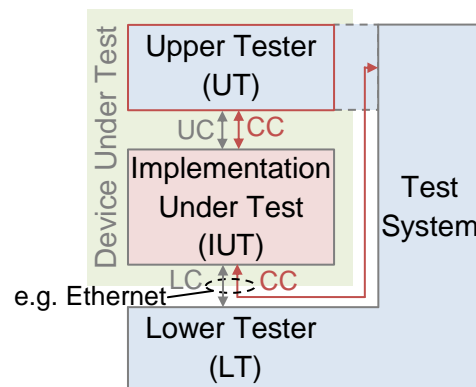 Device Under Test
Upper Tester
(UT)
UC
CC
Implementation
Under Test
(IUT)
Test
System
LC
CC
e.g. Ethernet
Lower Tester
(LT)